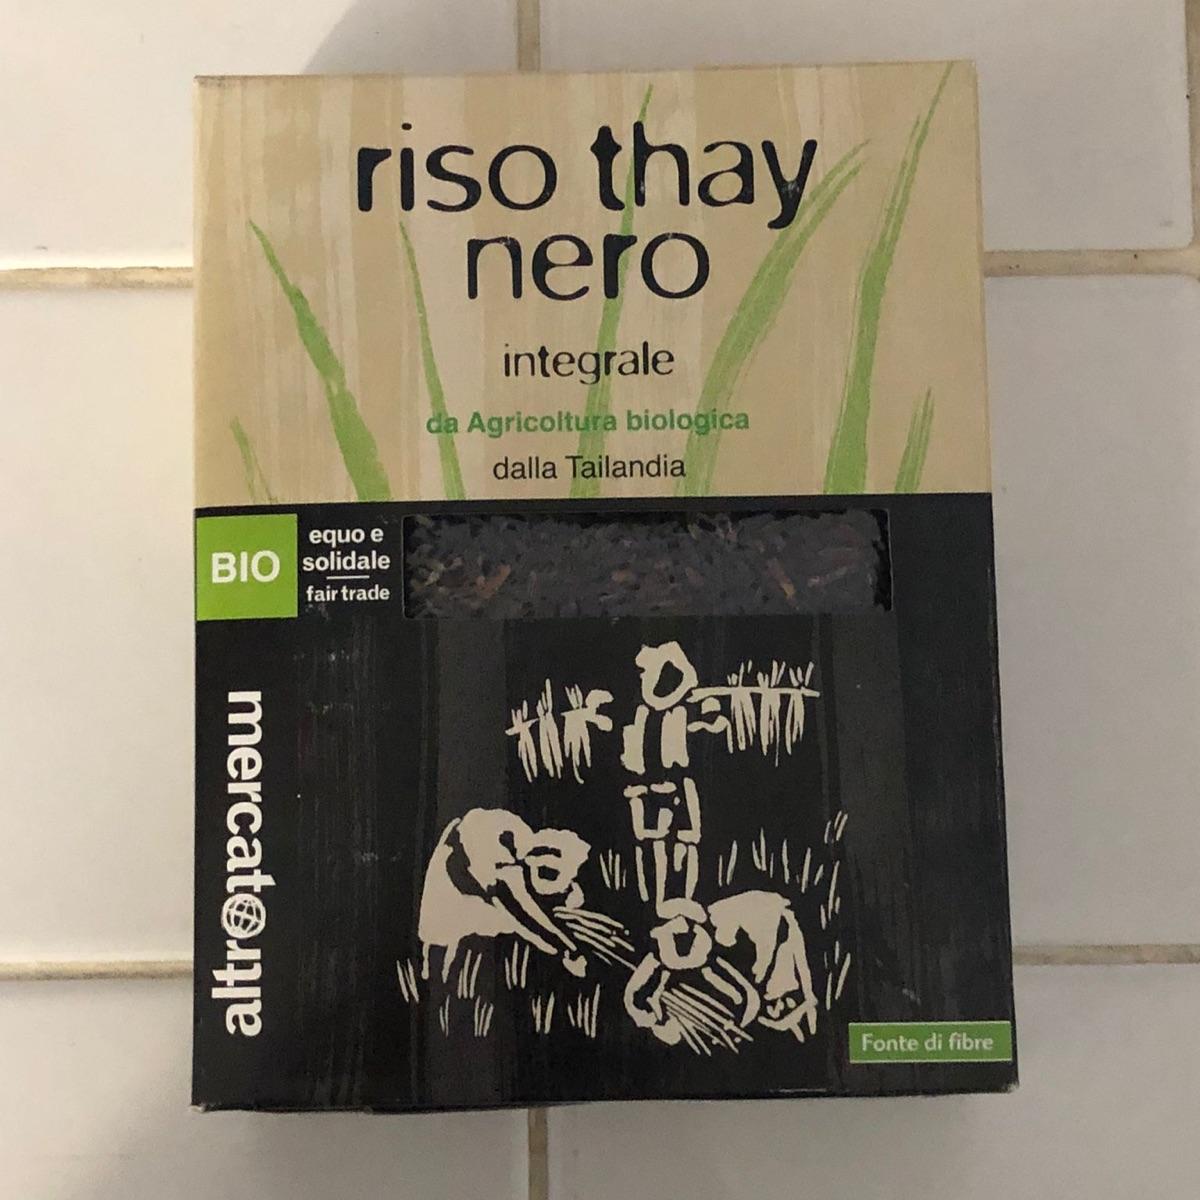 riso thay
nero
integrale
da Agricoltura biologica
dalla Tailandia
BIO
equo e
solidale
fair trade
altromercato
Fonte di fibre